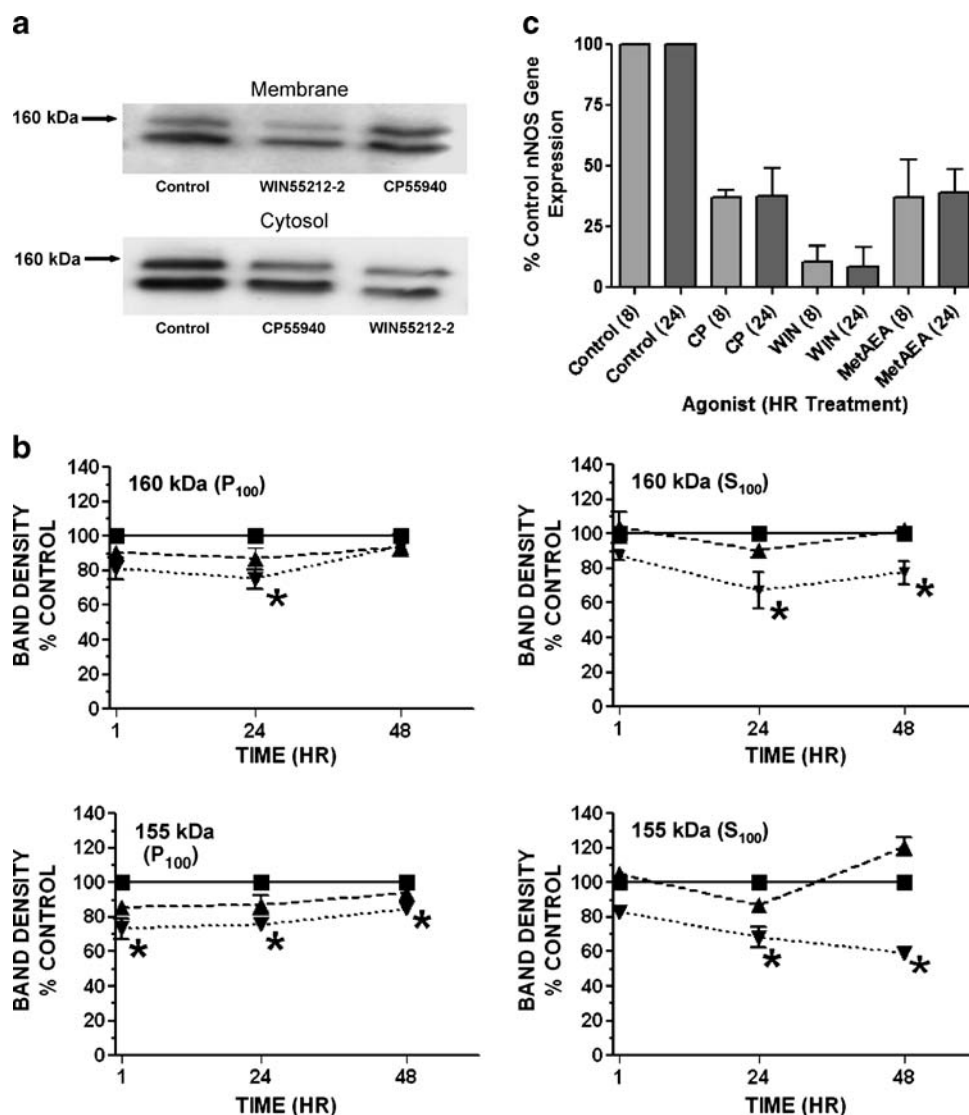 a
Membrane
160 kDa
Control WIN55212-2 CP55940
Cytosol
160 kDa
Control CP55940 WIN55212-2
c
% Control nNOS Gene
Expression
100
75
50
25
0
Control (8)
Control (24)
CP (8)
CP (24)
WIN (8)
WIN (24)
MetAEA (8)
MetAEA (24)
Agonist (HR Treatment)
b
BAND DENSITY
% CONTROL
140
120
100
80
60
40
20
0
160 kDa (P100)
*
1 24 48
TIME (HR)
BAND DENSITY
% CONTROL
140
120
100
80
60
40
20
0
160 kDa (S100)
* *
1 24 48
TIME (HR)
BAND DENSITY
% CONTROL
140
120
100
80
60
40
20
0
155 kDa
(P100)
* * *
1 24 48
TIME (HR)
BAND DENSITY
% CONTROL
140
120
100
80
60
40
20
0
155 kDa (S100)
* *
1 24 48
TIME (HR)